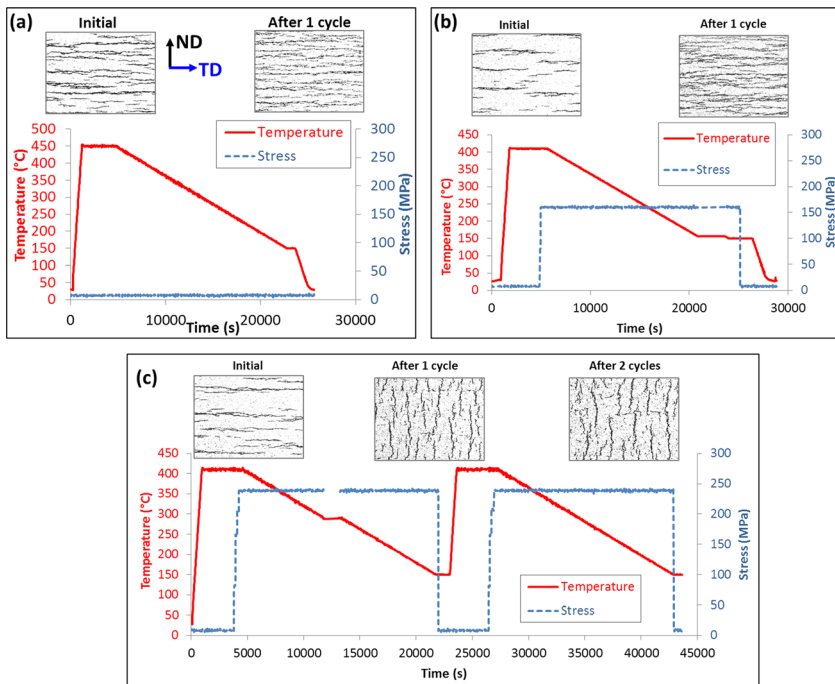 (a)
Initial
After 1 cycle
ND
TD
Temperature
Stress
500
450
400
350
300
250
200
150
100
50
0
Temperature (°C)
300
250
200
150
100
50
0
Stress (MPa)
0
10000
20000
30000
Time (s)
(b)
Initial
After 1 cycle
Temperature
Stress
450
400
350
300
250
200
150
100
50
0
Temperature (°C)
300
250
200
150
100
50
0
Stress (MPa)
0
10000
20000
30000
Time (s)
(c)
Initial
After 1 cycle
After 2 cycles
450
400
350
300
250
200
150
100
50
0
Temperature (°C)
300
250
200
150
100
50
0
Stress (MPa)
Temperature
Stress
0
5000
10000
15000
20000
25000
30000
35000
40000
45000
Time (s)